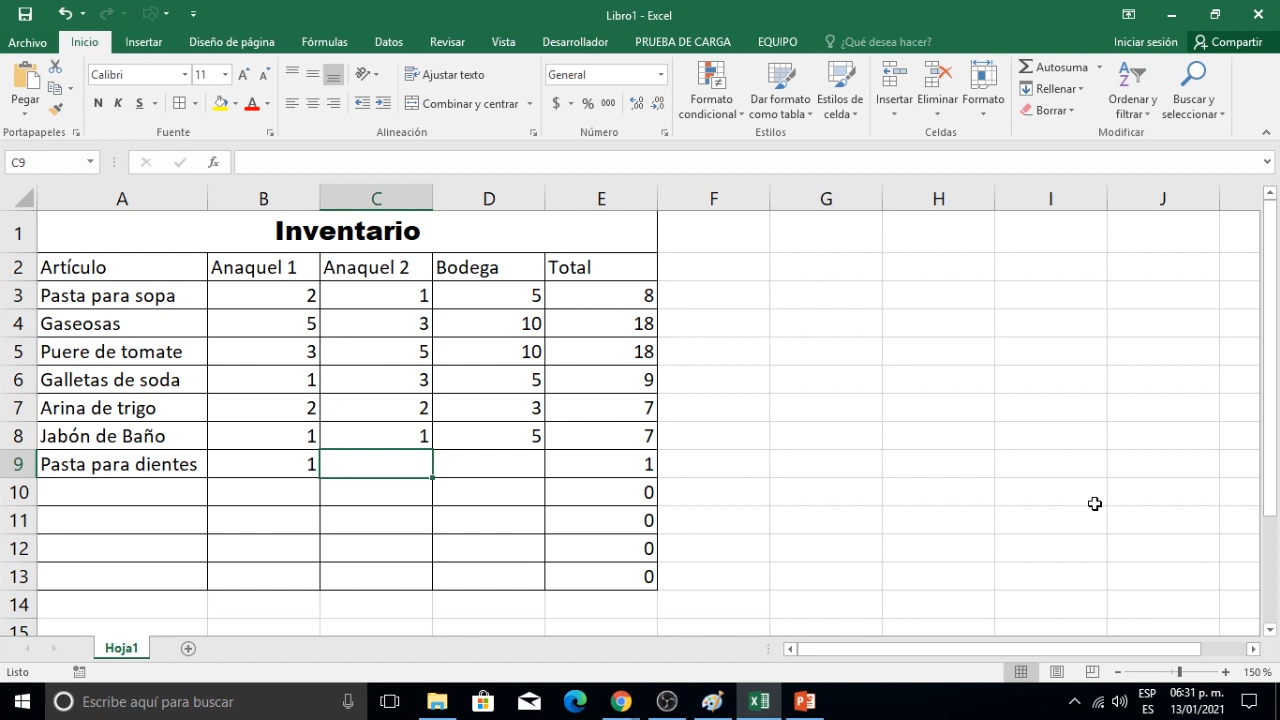 Libro1 - Excel
Archivo Inicio Insertar Diseño de página Fórmulas Datos Revisar Vista Desarrollador PRUEBA DE CARGA EQUIPO ¿Qué desea hacer? Iniciar sesión Compartir
Pegar
Portapapeles
Calibri 11
N K S
Fuente
Ajustar texto
Combinar y centrar
Alineación
General
$ % 000
Número
Formato condicional
Dar formato como tabla
Estilos de celda
Estilos
Insertar Eliminar Formato
Celdas
Autosuma
Rellenar
Borrar
Ordenar y filtrar
Buscar y seleccionar
Modificar
C9 fx
A B C D E F G H I J
1 Inventario
2 Artículo Anaquel 1 Anaquel 2 Bodega Total
3 Pasta para sopa 2 1 5 8
4 Gaseosas 5 3 10 18
5 Puere de tomate 3 5 10 18
6 Galletas de soda 1 3 5 9
7 Arina de trigo 2 2 3 7
8 Jabón de Baño 1 1 5 7
9 Pasta para dientes 1 1
10 0
11 0
12 0
13 0
14
15
Hoja1
Listo 150 %
Escribe aquí para buscar
ESP
ES
06:31 p. m.
13/01/2021